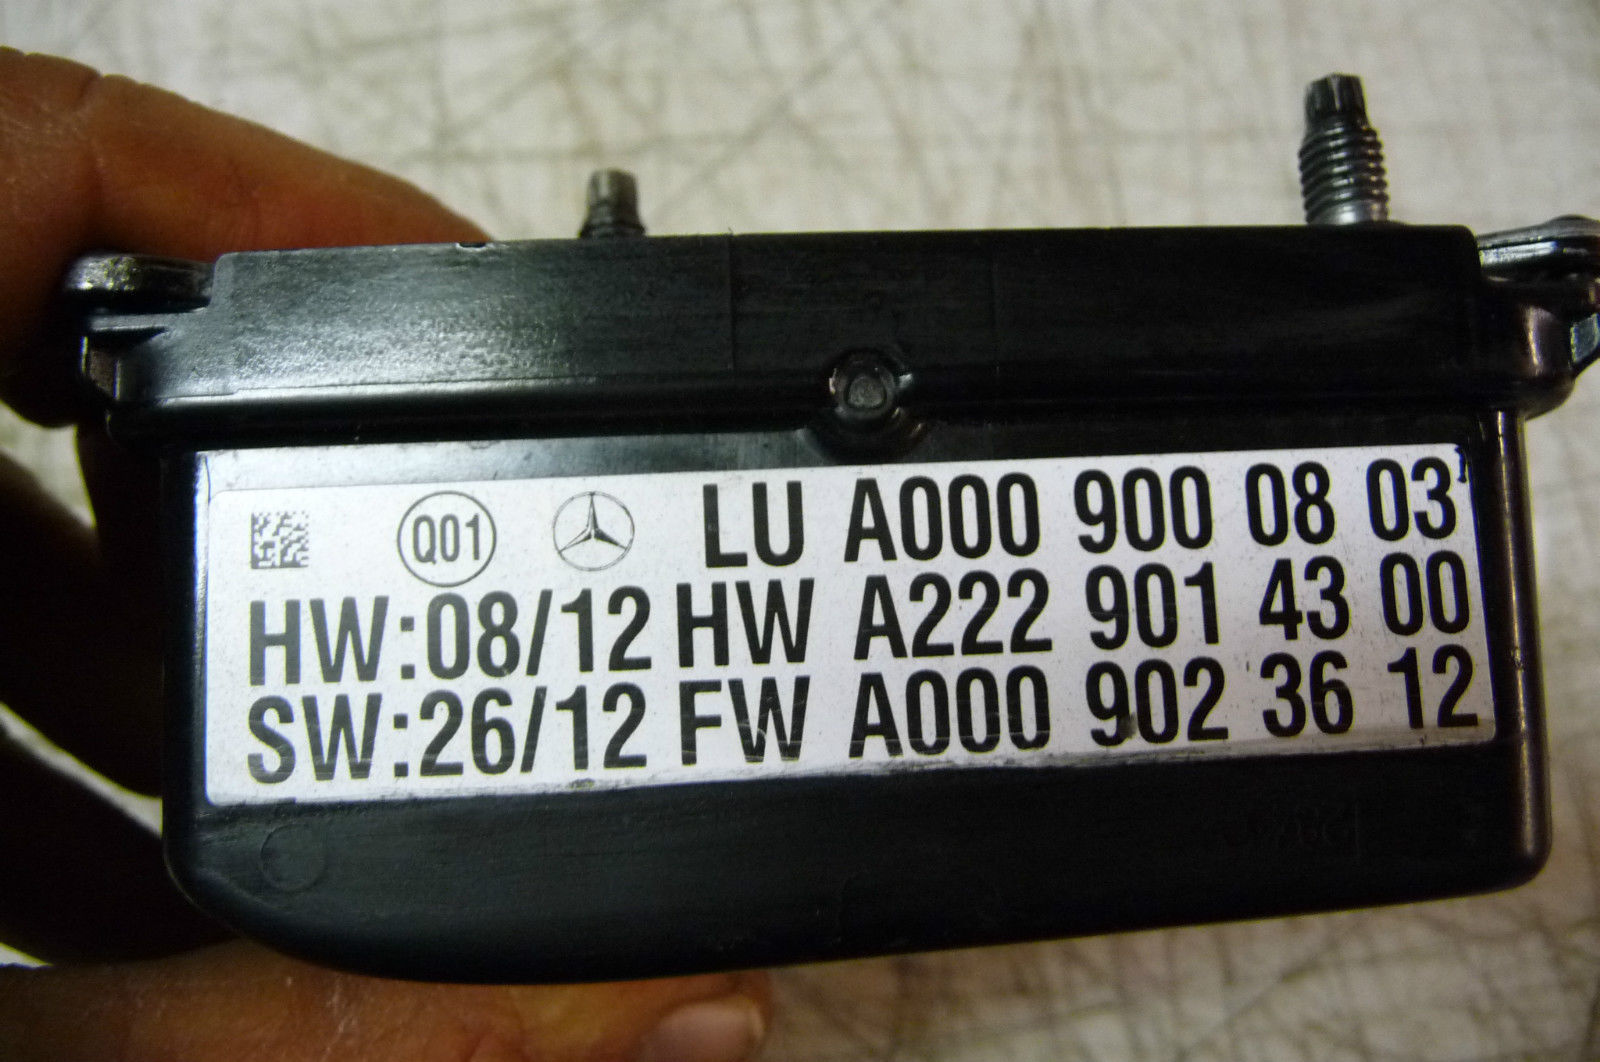 Q01 LU A000 900 08 03
HW:08/12 HW A222 901 43 00
SW:26/12 FW A000 902 36 12